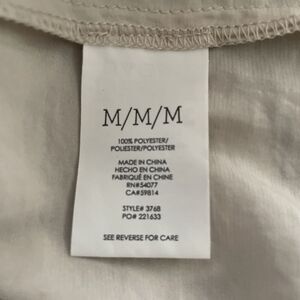 M/M/M
100% POLYESTER/
POLIESTER/POLYESTER
MADE IN CHINA
HECHO EN CHINA
FABRIQUÉ EN CHINE
RN#54077
CA#59814
STYLE# 376B
PO# 221633
SEE REVERSE FOR CARE